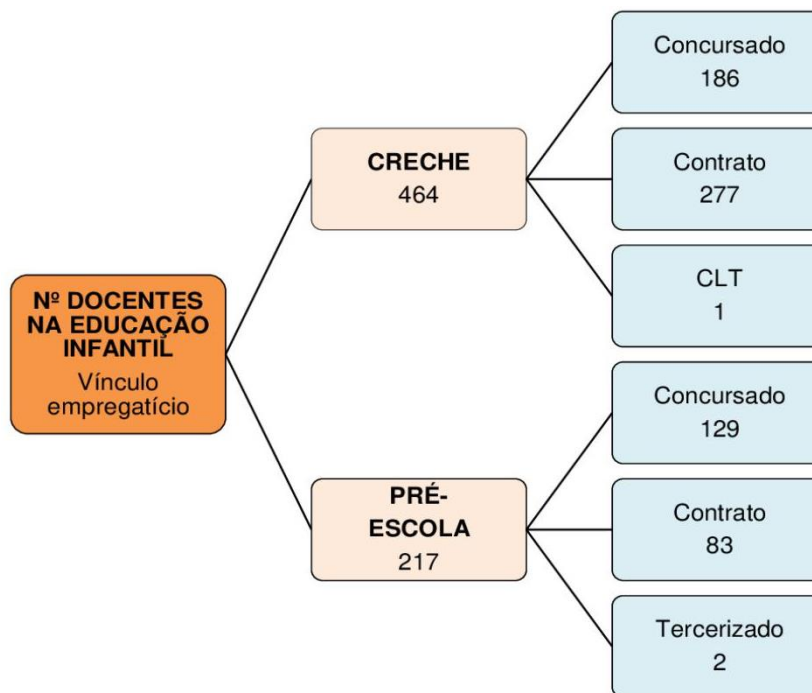 Nº DOCENTES
NA EDUCAÇÃO
INFANTIL
Vínculo
empregatício
CRECHE
464
Concursado
186
Contrato
277
CLT
1
PRÉ-
ESCOLA
217
Concursado
129
Contrato
83
Tercerizado
2